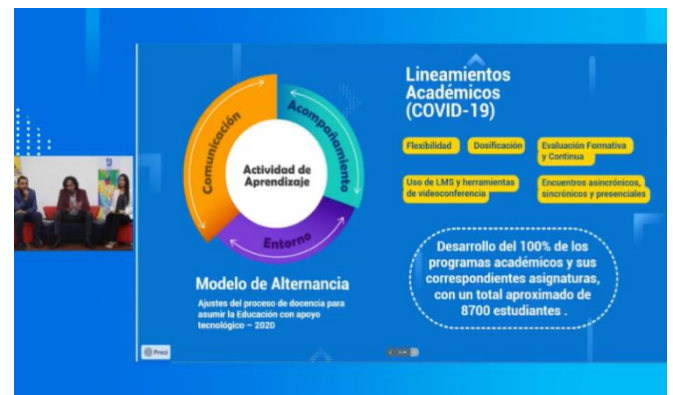 Comunicación
Acompañamiento
Actividad de
Aprendizaje
Entorno
Modelo de Alternancia
Ajustes del proceso de docencia para
asumir la Educación con apoyo
tecnológico – 2020
Prezi
Lineamientos
Académicos
(COVID-19)
Flexibilidad
Dosificación
Evaluación Formativa
y Continua
Uso de LMS y herramientas
de videoconferencia
Encuentros asincrónicos,
sincrónicos y presenciales
Desarrollo del 100% de los
programas académicos y sus
correspondientes asignaturas,
con un total aproximado de
8700 estudiantes .